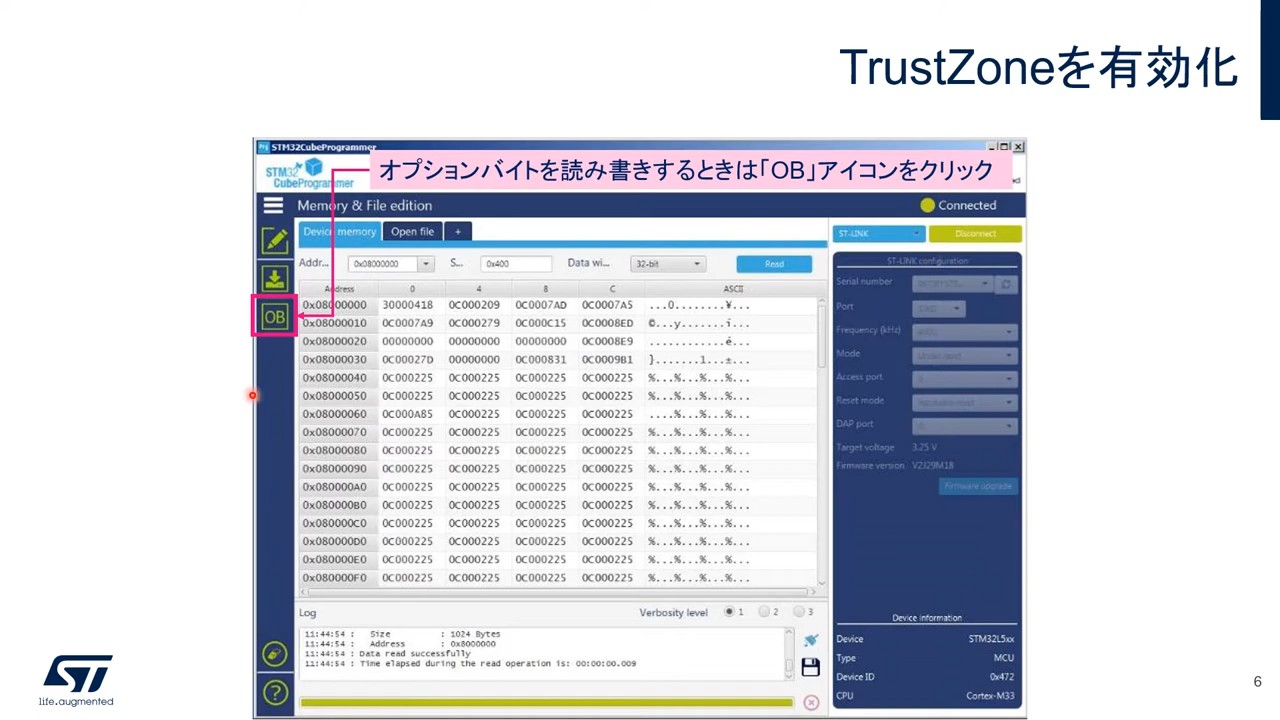 TrustZoneを有効化
STM32CubeProgrammer
オプションバイトを読み書きするときは「OB」アイコンをクリック
STM32
CubeProgrammer
Memory & File edition
Connected
Device memory
Open file
+
ST-LINK
Disconnect
Addr...
0x08000000
S...
0x400
Data wi...
32-bit
Read
ST-LINK configuration
Address 0 4 8 C ASCII
Serial number
0x08000000 30000418 0C000209 0C0007AD 0C0007A5 ...0........¥...
Port
OB
0x08000010 0C0007A9 0C000279 0C000C15 0C0008ED ©...y.......í...
Frequency (kHz)
0x08000020 00000000 00000000 00000000 0C0008E9 ............é...
Mode
0x08000030 0C00027D 00000000 0C000831 0C0009B1 }.......1...±...
Access port
0x08000040 0C000225 0C000225 0C000225 0C000225 %...%...%...%...
0x08000050 0C000225 0C000225 0C000225 0C000225 %...%...%...%...
Reset mode
0x08000060 0C000A85 0C000225 0C000225 0C000225 ....%...%...%...
DAP port
0x08000070 0C000225 0C000225 0C000225 0C000225 %...%...%...%...
Target voltage 3.25 V
0x08000080 0C000225 0C000225 0C000225 0C000225 %...%...%...%...
Firmware version V2J29M18
0x08000090 0C000225 0C000225 0C000225 0C000225 %...%...%...%...
Firmware upgrade
0x080000A0 0C000225 0C000225 0C000225 0C000225 %...%...%...%...
0x080000B0 0C000225 0C000225 0C000225 0C000225 %...%...%...%...
0x080000C0 0C000225 0C000225 0C000225 0C000225 %...%...%...%...
0x080000D0 0C000225 0C000225 0C000225 0C000225 %...%...%...%...
0x080000E0 0C000225 0C000225 0C000225 0C000225 %...%...%...%...
0x080000F0 0C000225 0C000225 0C000225 0C000225 %...%...%...%...
Log
Verbosity level 1 2 3
Device information
11:44:54 : Size : 1024 Bytes
11:44:54 : Address : 0x8000000
11:44:54 : Data read successfully
11:44:54 : Time elapsed during the read operation is: 00:00:00.009
Device STM32L5xx
Type MCU
Device ID 0x472
CPU Cortex-M33
?
ST
life.augmented
6